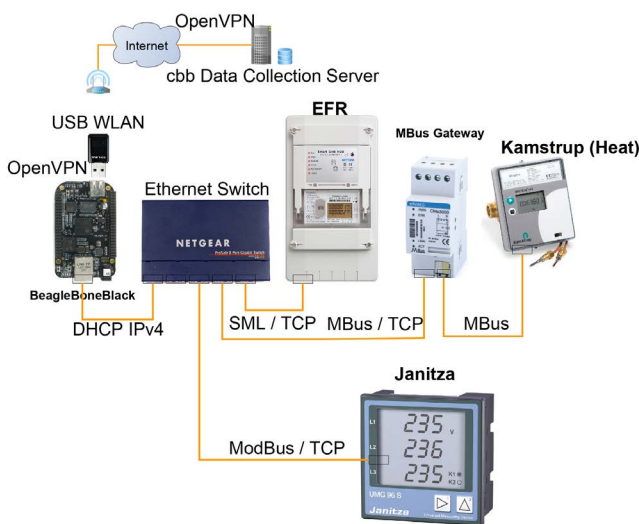 OpenVPN
Internet
cbb Data Collection Server
EFR
USB WLAN
MBus Gateway
Kamstrup (Heat)
OpenVPN
Ethernet Switch
NETGEAR
BeagleBoneBlack
DHCP IPv4
SML / TCP
MBus / TCP
MBus
Janitza
ModBus / TCP
L1
235 V
L2
236
L3
235
K1
K2
UMG 96 S
Janitza